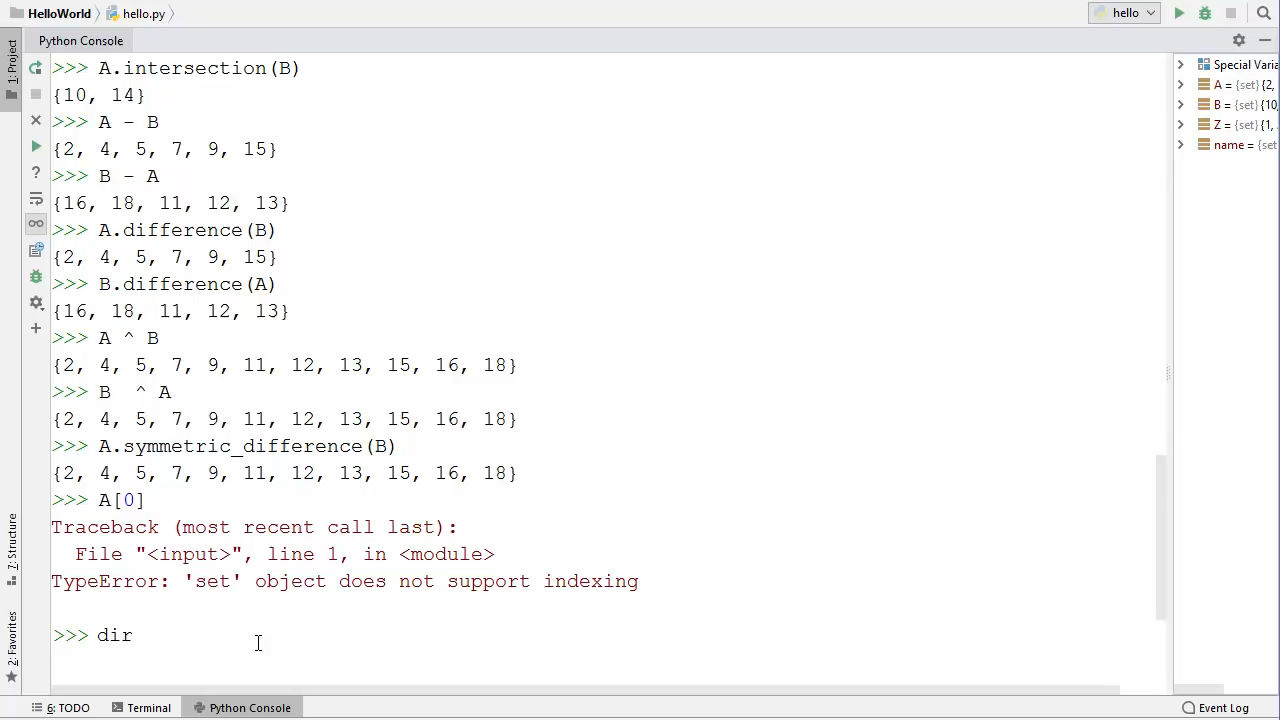 HelloWorld hello.py hello
Python Console
1: Project
>>> A.intersection(B)
{10, 14}
>>> A - B
{2, 4, 5, 7, 9, 15}
>>> B - A
{16, 18, 11, 12, 13}
>>> A.difference(B)
{2, 4, 5, 7, 9, 15}
>>> B.difference(A)
{16, 18, 11, 12, 13}
>>> A ^ B
{2, 4, 5, 7, 9, 11, 12, 13, 15, 16, 18}
>>> B  ^ A
{2, 4, 5, 7, 9, 11, 12, 13, 15, 16, 18}
>>> A.symmetric_difference(B)
{2, 4, 5, 7, 9, 11, 12, 13, 15, 16, 18}
>>> A[0]
Traceback (most recent call last):
  File "<input>", line 1, in <module>
TypeError: 'set' object does not support indexing
>>> dir
Special Varia
A = {set} {2,
B = {set} {10,
Z = {set} {1,
name = {set
7: Structure
2: Favorites
6: TODO Terminal Python Console Event Log